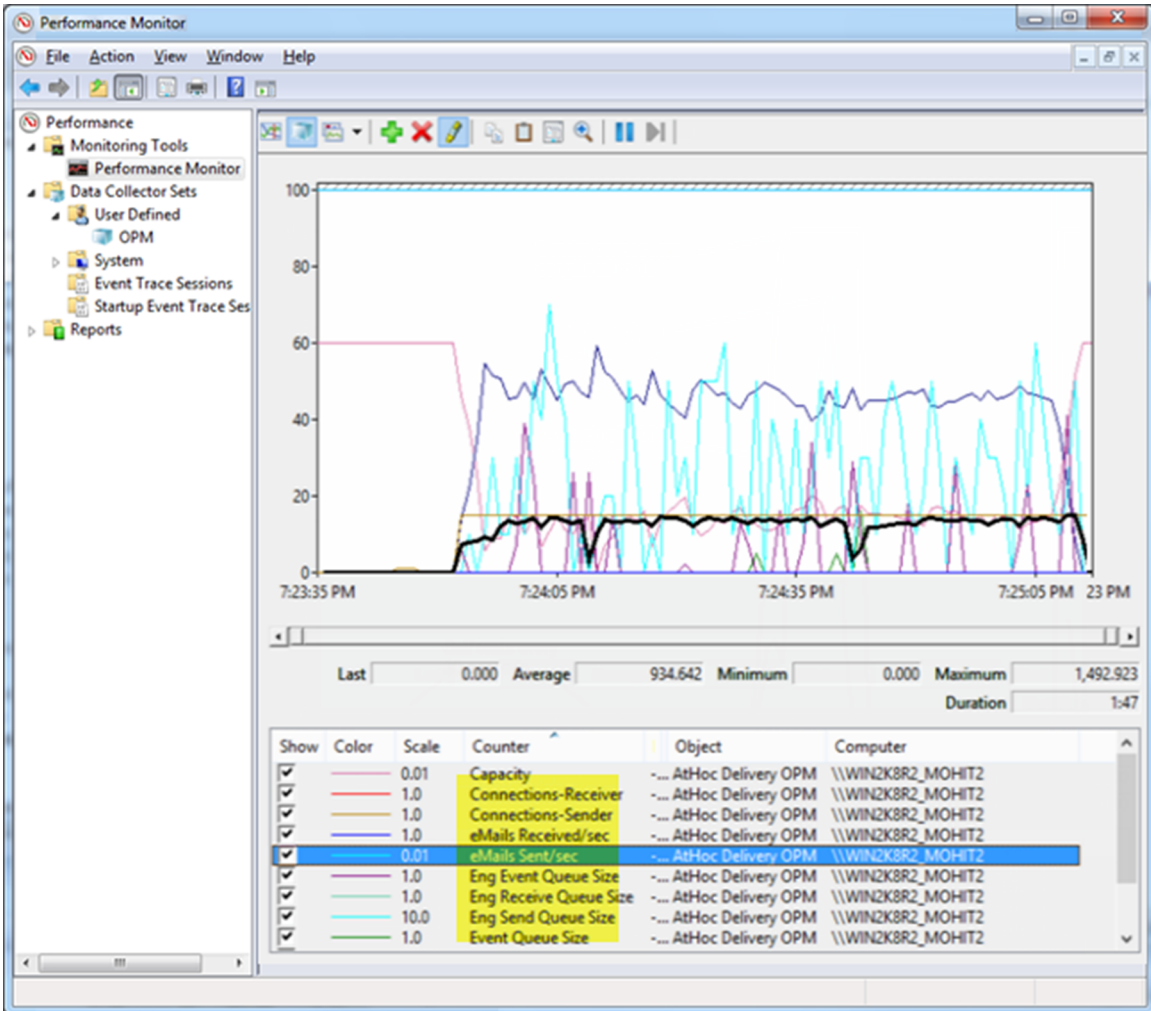 Performance Monitor
File Action View Window Help
Performance
Monitoring Tools
Performance Monitor
Data Collector Sets
User Defined
OPM
System
Event Trace Sessions
Startup Event Trace Ses
Reports
100
80
60
40
20
0
7:23:35 PM 7:24:05 PM 7:24:35 PM 7:25:05 PM 23 PM
Last 0.000 Average 934.642 Minimum 0.000 Maximum 1,492.923
Duration 1:47
Show Color Scale Counter Object Computer
0.01 Capacity -... AtHoc Delivery OPM \\WIN2K8R2_MOHIT2
1.0 Connections-Receiver -... AtHoc Delivery OPM \\WIN2K8R2_MOHIT2
1.0 Connections-Sender -... AtHoc Delivery OPM \\WIN2K8R2_MOHIT2
1.0 eMails Received/sec -... AtHoc Delivery OPM \\WIN2K8R2_MOHIT2
0.01 eMails Sent/sec -... AtHoc Delivery OPM \\WIN2K8R2_MOHIT2
1.0 Eng Event Queue Size -... AtHoc Delivery OPM \\WIN2K8R2_MOHIT2
1.0 Eng Receive Queue Size -... AtHoc Delivery OPM \\WIN2K8R2_MOHIT2
10.0 Eng Send Queue Size -... AtHoc Delivery OPM \\WIN2K8R2_MOHIT2
1.0 Event Queue Size -... AtHoc Delivery OPM \\WIN2K8R2_MOHIT2